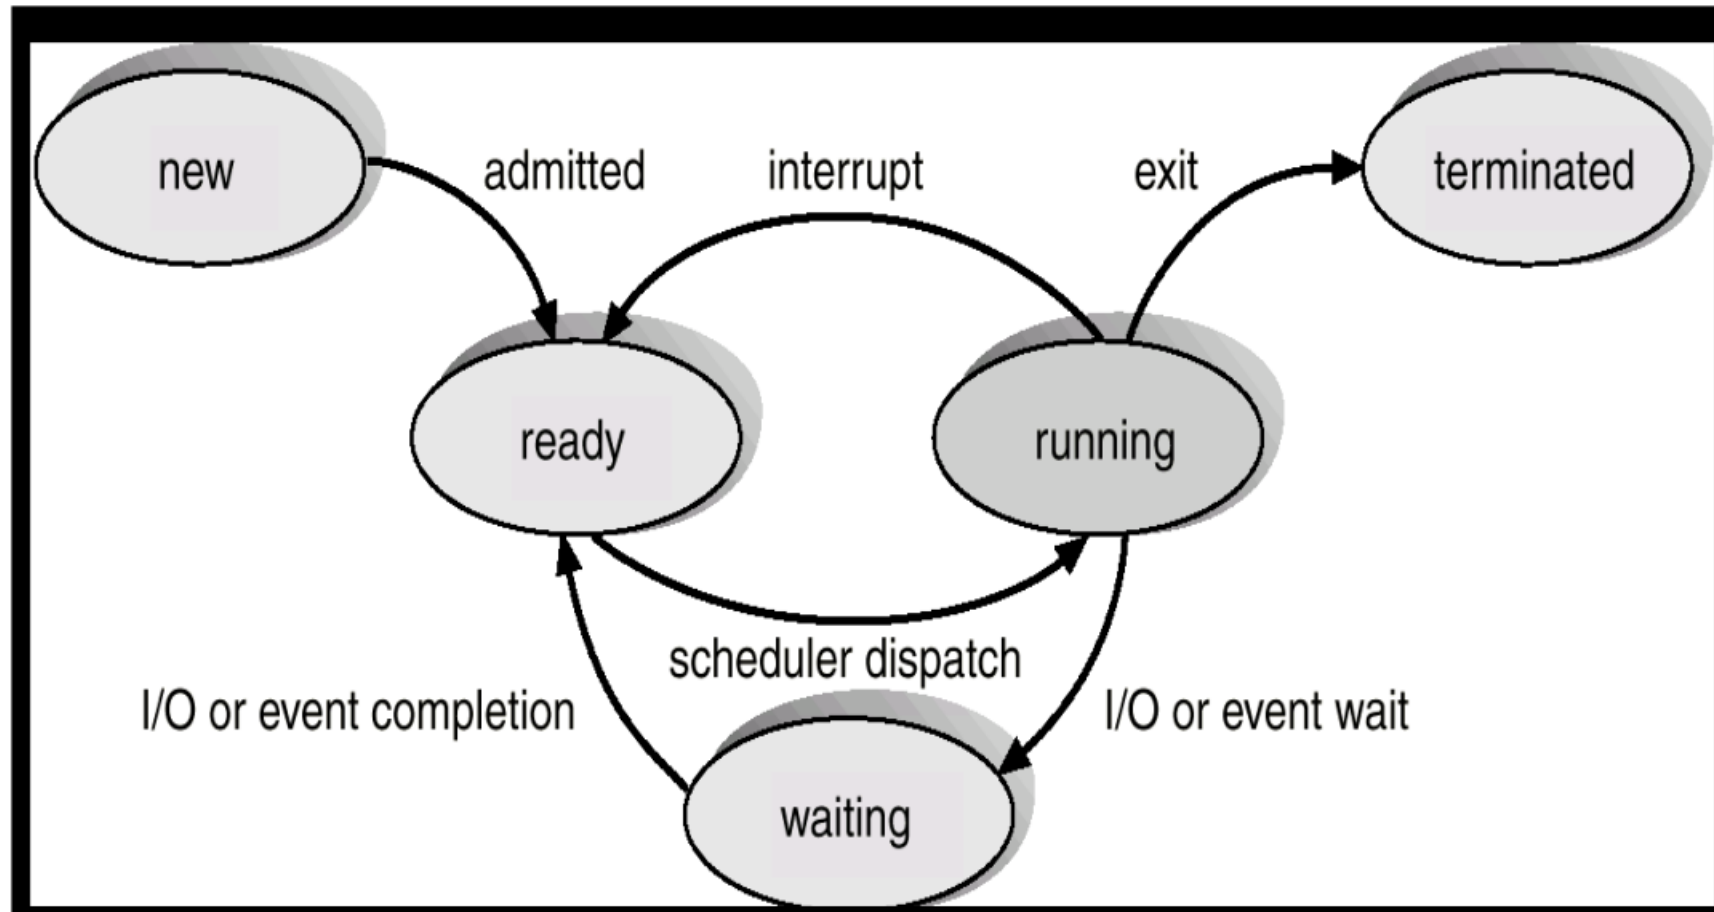 new
admitted
interrupt
exit
terminated
ready
running
scheduler dispatch
I/O or event completion
I/O or event wait
waiting